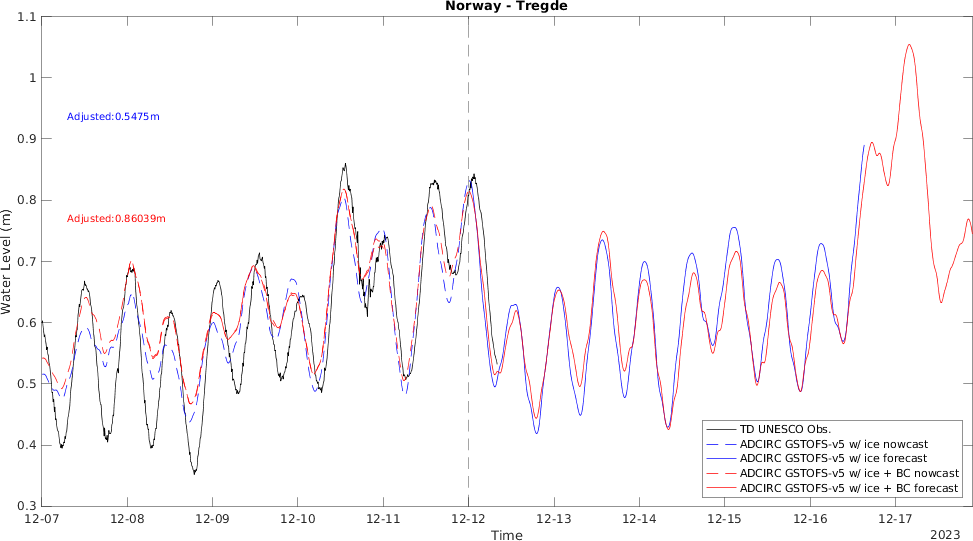 Norway - Tregde
1.1
1
0.9
0.8
0.7
0.6
0.5
0.4
0.3
Water Level (m)
Adjusted:0.5475m
Adjusted:0.86039m
TD UNESCO Obs.
ADCIRC GSTOFS-v5 w/ ice nowcast
ADCIRC GSTOFS-v5 w/ ice forecast
ADCIRC GSTOFS-v5 w/ ice + BC nowcast
ADCIRC GSTOFS-v5 w/ ice + BC forecast
12-07 12-08 12-09 12-10 12-11 12-12 12-13 12-14 12-15 12-16 12-17
Time
2023